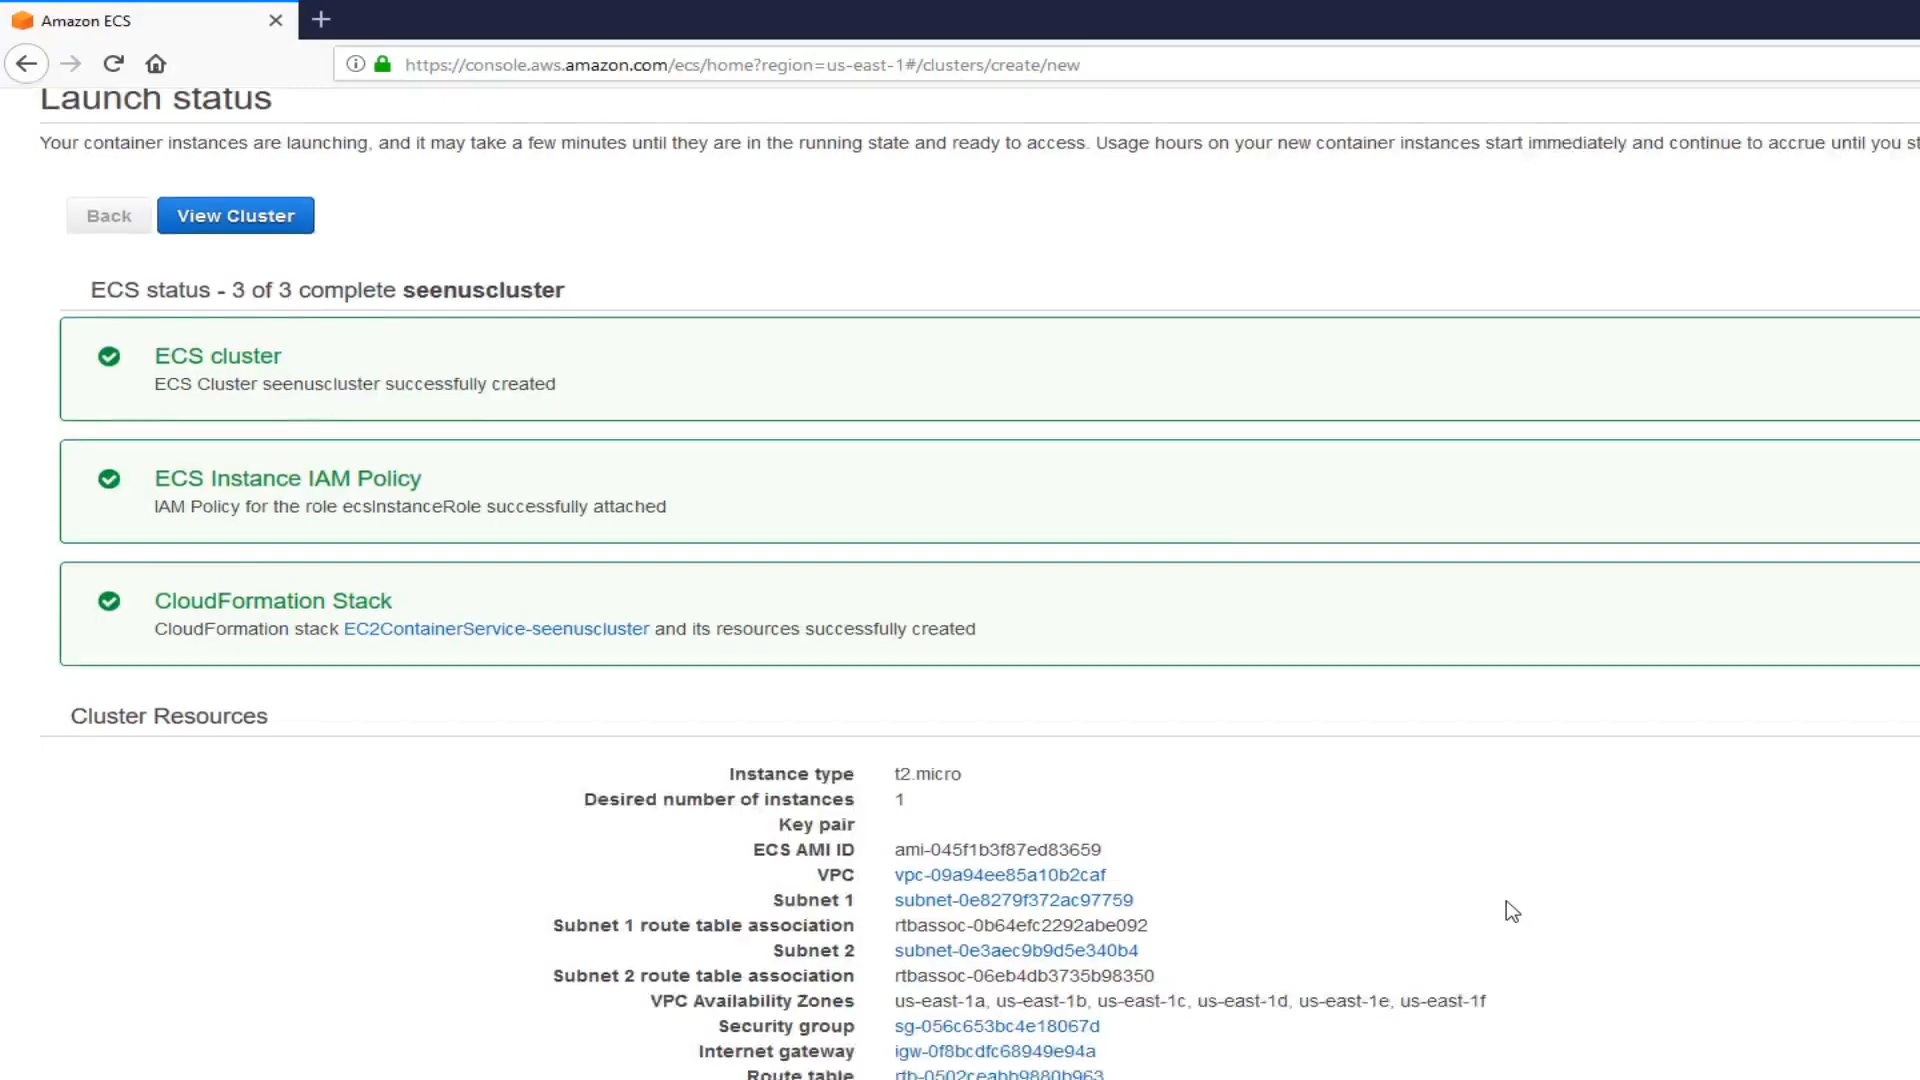 Amazon ECS
https://console.aws.amazon.com/ecs/home?region=us-east-1#/clusters/create/new
Launch status
Your container instances are launching, and it may take a few minutes until they are in the running state and ready to access. Usage hours on your new container instances start immediately and continue to accrue until you st
Back View Cluster
ECS status - 3 of 3 complete seenuscluster
ECS cluster
ECS Cluster seenuscluster successfully created
ECS Instance IAM Policy
IAM Policy for the role ecsInstanceRole successfully attached
CloudFormation Stack
CloudFormation stack EC2ContainerService-seenuscluster and its resources successfully created
Cluster Resources
Instance type t2.micro
Desired number of instances 1
Key pair
ECS AMI ID ami-045f1b3f87ed83659
VPC vpc-09a94ee85a10b2caf
Subnet 1 subnet-0e8279f372ac97759
Subnet 1 route table association rtbassoc-0b64efc2292abe092
Subnet 2 subnet-0e3aec9b9d5e340b4
Subnet 2 route table association rtbassoc-06eb4db3735b98350
VPC Availability Zones us-east-1a, us-east-1b, us-east-1c, us-east-1d, us-east-1e, us-east-1f
Security group sg-056c653bc4e18067d
Internet gateway igw-0f8bcdfc68949e94a
Route table rtb-0502ceabb9880b963